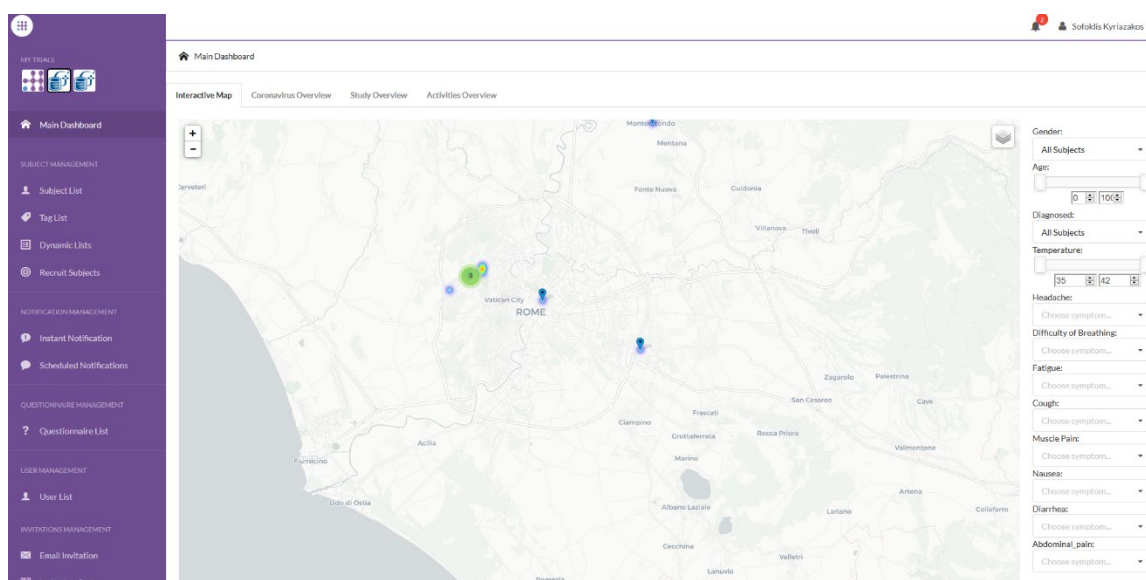 2
Sofoklis Kyriazakos
MY TRIALS
Main Dashboard
Interactive Map Coronavirus Overview Study Overview Activities Overview
Main Dashboard
SUBJECT MANAGEMENT
Subject List
Tag List
Dynamic Lists
Recruit Subjects
NOTIFICATION MANAGEMENT
Instant Notification
Scheduled Notifications
QUESTIONNAIRE MANAGEMENT
? Questionnaire List
USER MANAGEMENT
User List
INVITATIONS MANAGEMENT
Email Invitation
+
-
Mentana
Cerveteri
Fonte Nuova
Guidonia
Villanova
Tivoli
9
Vatican City
ROME
Zagarolo
Palestrina
San Cesareo
Cave
Frascati
Ciampino
Grottaferrata
Rocca Priora
Acilia
Valmontone
Marino
Fiumicino
Artena
Lido di Ostia
Albano Laziale
Lariano
Colleferro
Cecchina
Velletri
Lanuvio
Gender:
All Subjects
Age:
0 100
Diagnosed:
All Subjects
Temperature:
35 42
Headache:
Choose symptom...
Difficulty of Breathing:
Choose symptom...
Fatigue:
Choose symptom...
Cough:
Choose symptom...
Muscle Pain:
Choose symptom...
Nausea:
Choose symptom...
Diarrhea:
Choose symptom...
Abdominal_pain:
Choose symptom...